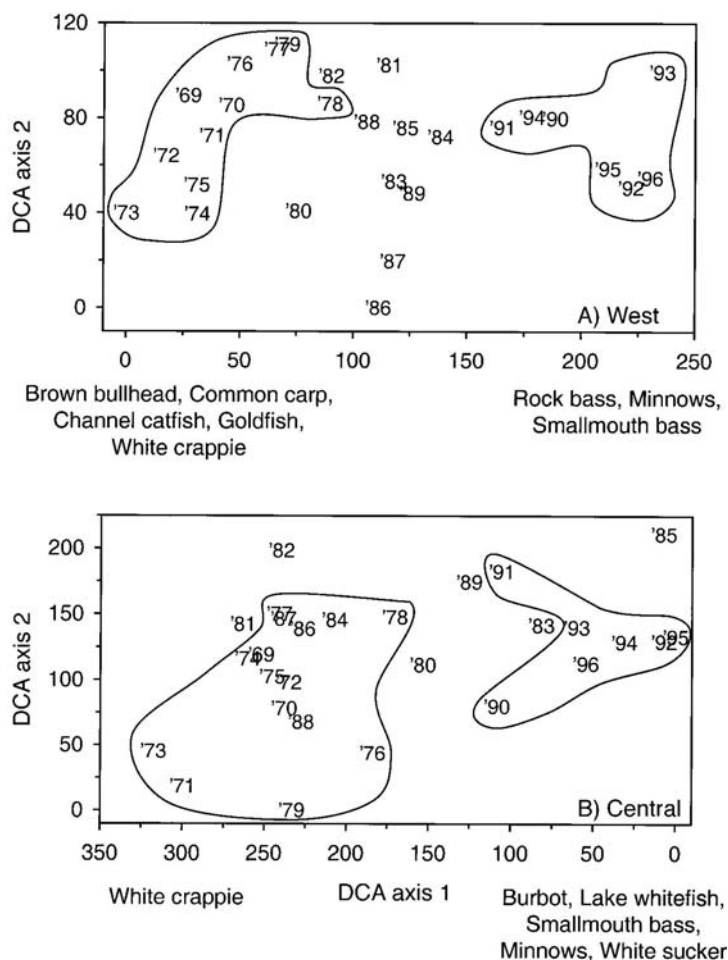 120
80
40
0
DCA axis 2
'76 '77 '79 '81
'82
'69 '70 '78
'88 '85 '84
'71
'72
'75
'73 '74
'80
'83
'89
'87
'86
'93
'91 '94 '90
'95 '92 '96
A) West
0 50 100 150 200 250
Brown bullhead, Common carp,
Channel catfish, Goldfish,
White crappie
Rock bass, Minnows,
Smallmouth bass
200
150
100
50
0
DCA axis 2
'82
'85
'89 '91
'81 '77 '87 '86 '84 '78
'83 '93 '94 '92 '95
'74 '69
'75 '72
'80
'96
'70
'88
'90
'73
'76
'71
'79
B) Central
350 300 250 200 150 100 50 0
White crappie
DCA axis 1
Burbot, Lake whitefish,
Smallmouth bass,
Minnows, White sucker